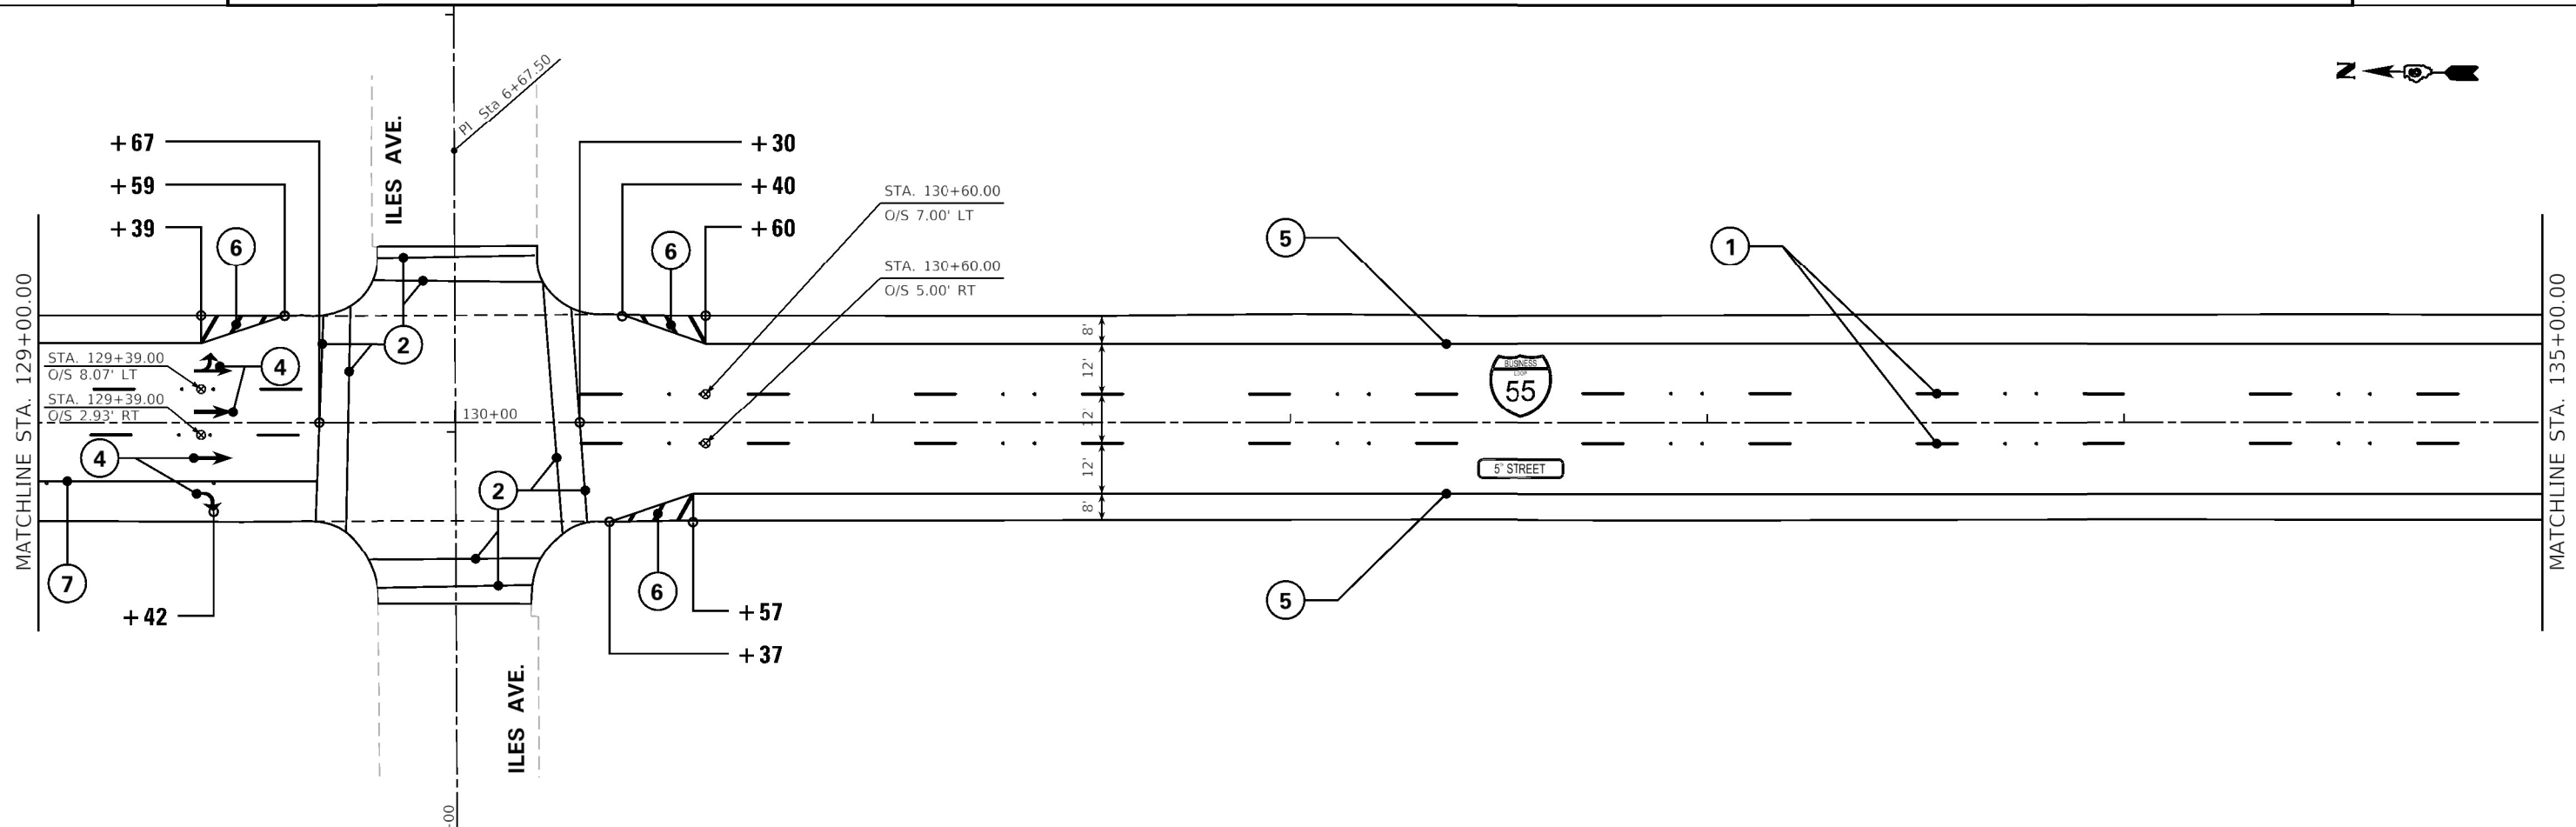 N
PI Sta 6+67.50
ILES AVE.
+67
+59
+39
6
+30
+40
+60
6
STA. 130+60.00
O/S 7.00' LT
STA. 130+60.00
O/S 5.00' RT
5
1
MATCHLINE STA. 129+00.00
MATCHLINE STA. 135+00.00
STA. 129+39.00
O/S 8.07' LT
4
2
STA. 129+39.00
O/S 2.93' RT
130+00
8'
12'
12'
12'
8'
BUSINESS
LOOP
55
5th STREET
4
2
7
+42
6
+57
+37
5
ILES AVE.
+00